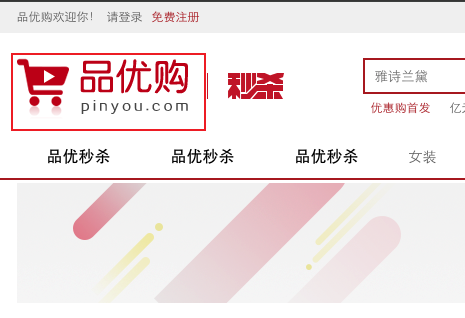 品优购欢迎你! 请登录 免费注册
品优购
pinyou.com
秒杀
雅诗兰黛
优惠购首发 亿
品优秒杀 品优秒杀 品优秒杀 女装